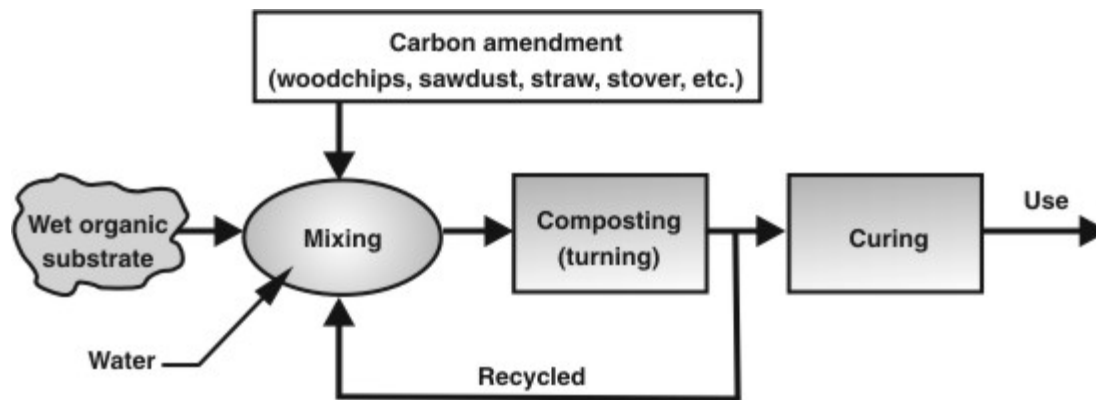 Carbon amendment
(woodchips, sawdust, straw, stover, etc.)
Wet organic
substrate
Mixing
Composting
(turning)
Curing
Use
Water
Recycled